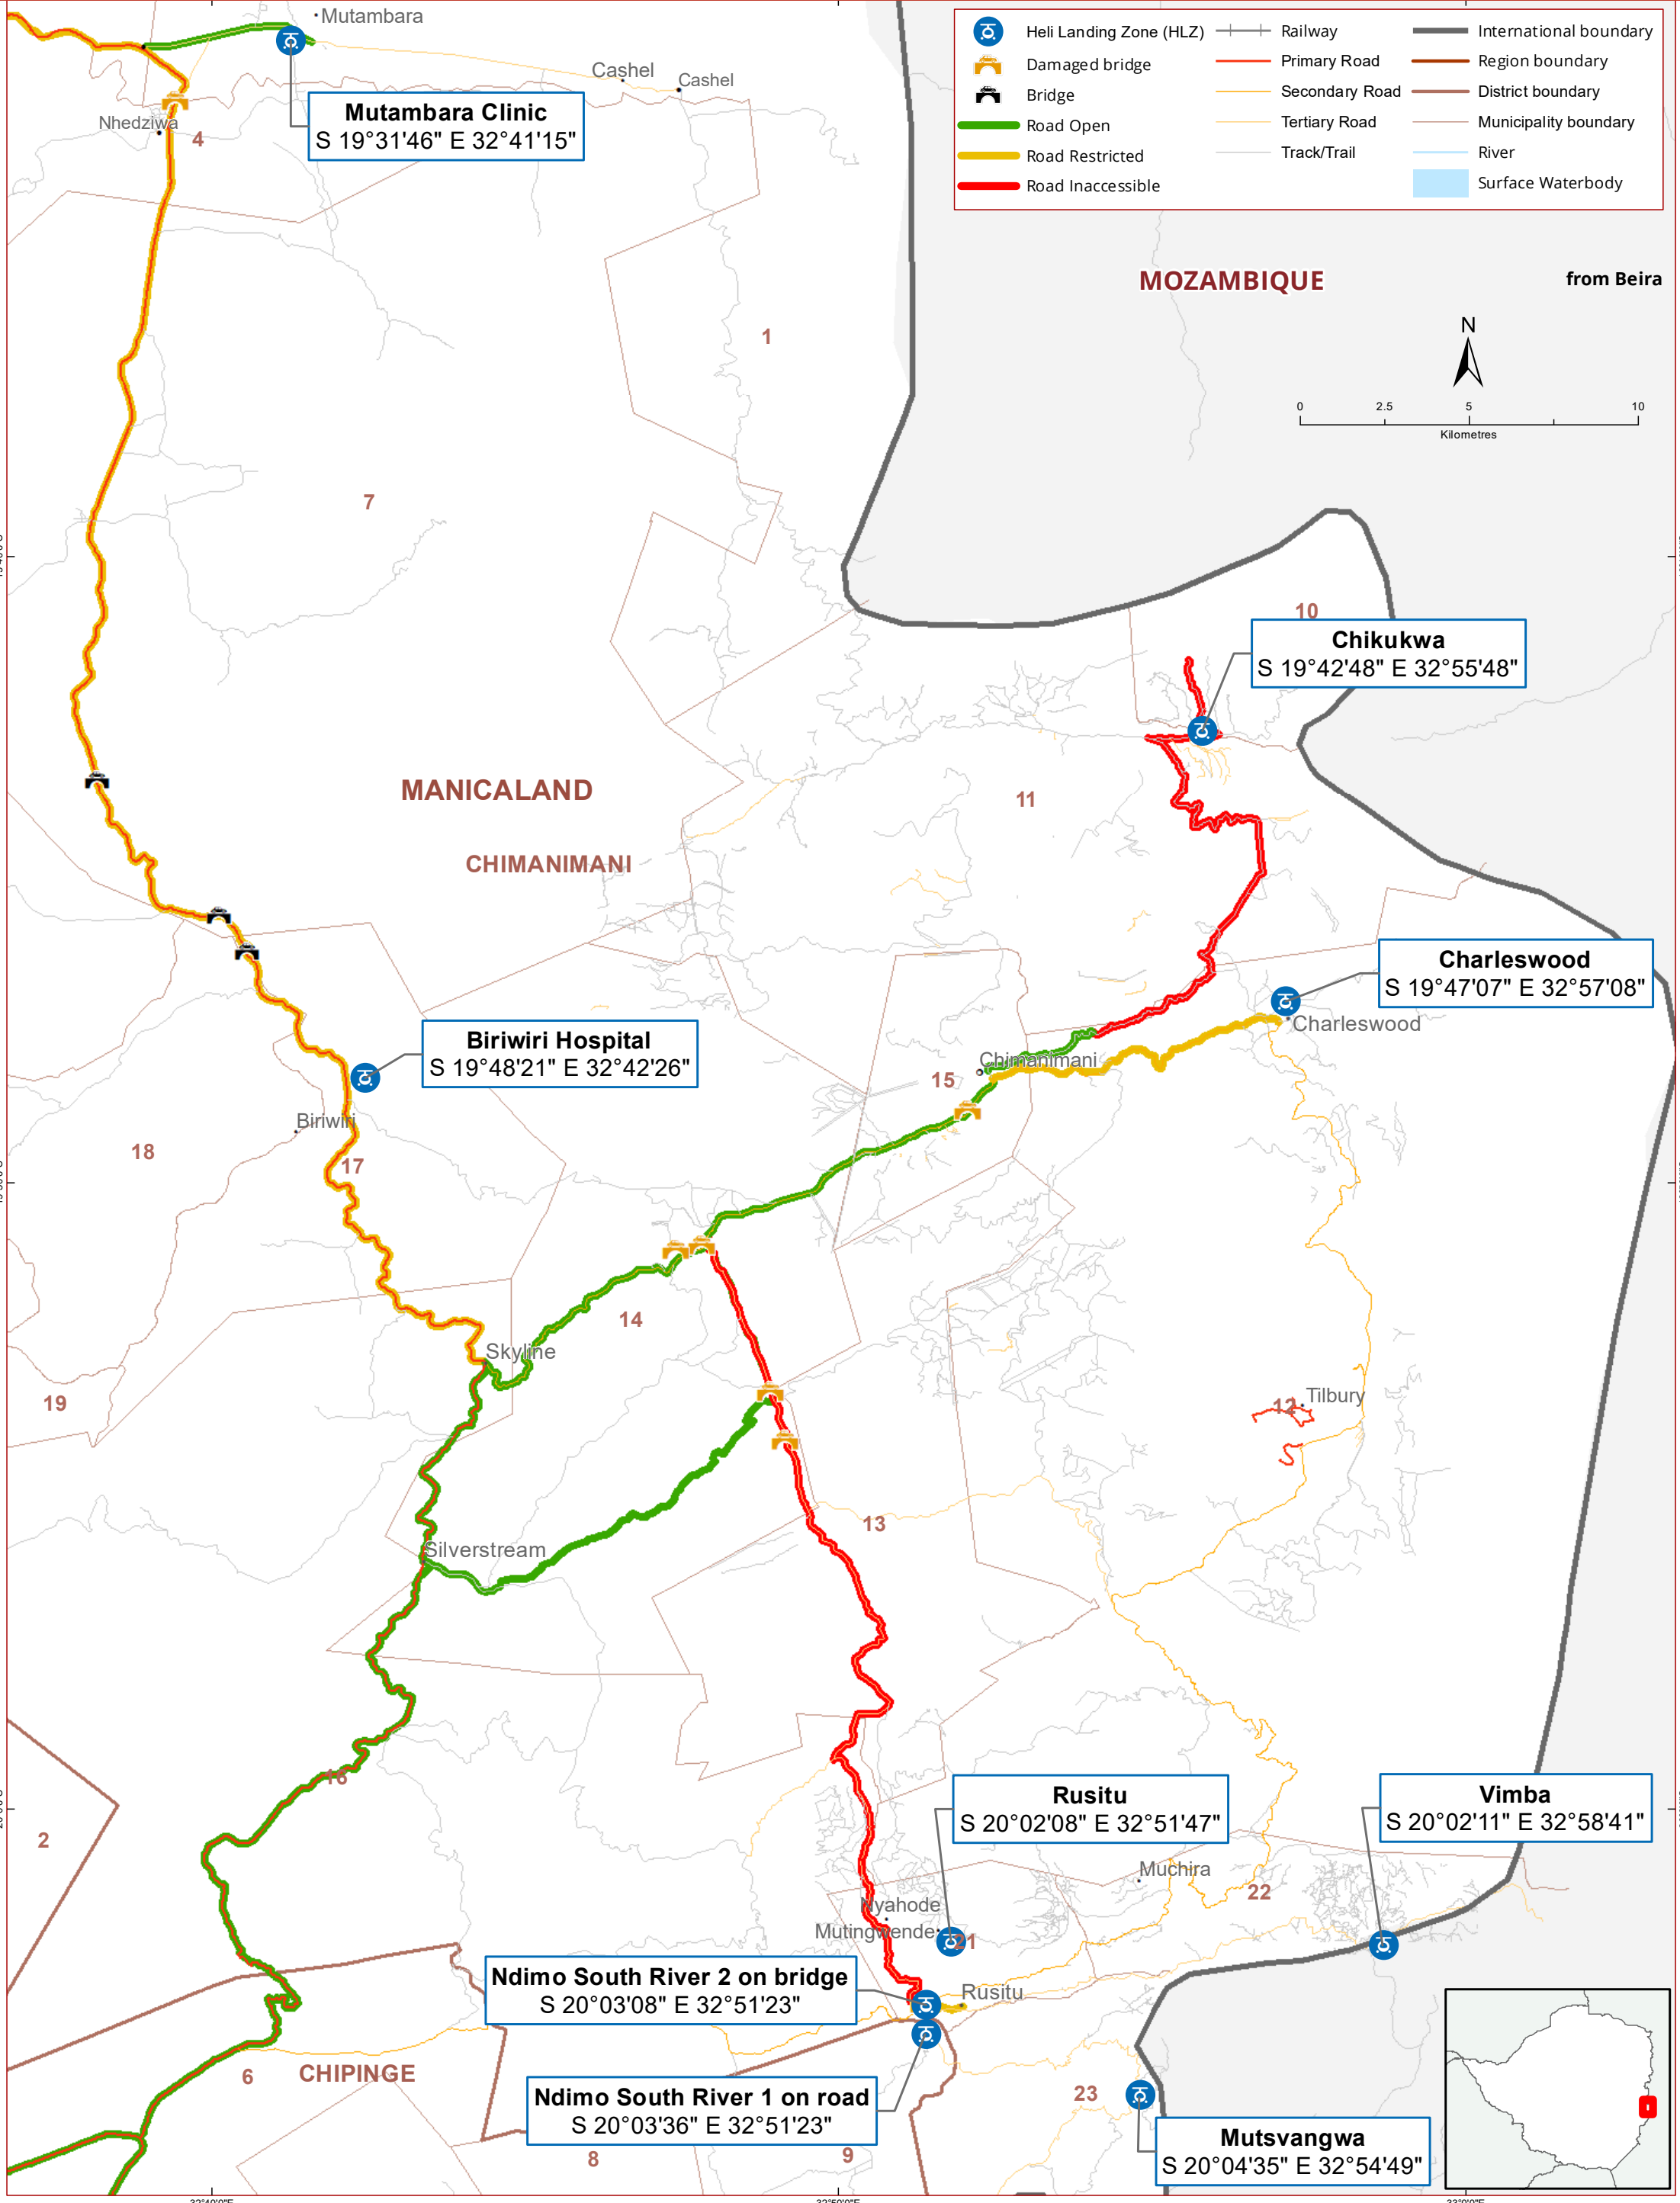 Mutambara
Heli Landing Zone (HLZ)
Damaged bridge
Bridge
Road Open
Road Restricted
Road Inaccessible
Railway
Primary Road
Secondary Road
Tertiary Road
Track/Trail
International boundary
Region boundary
District boundary
Municipality boundary
River
Surface Waterbody
Cashel
Cashel
Mutambara Clinic
S 19°31'46" E 32°41'15"
Nhedziwa
4
MOZAMBIQUE
from Beira
1
N
0 2.5 5 10
Kilometres
7
10
Chikukwa
S 19°42'48" E 32°55'48"
MANICALAND
11
CHIMANIMANI
Charleswood
S 19°47'07" E 32°57'08"
Charleswood
Biriwiri Hospital
S 19°48'21" E 32°42'26"
Chimanimani
15
Biriwiri
18
17
14
Skyline
19
12
Tilbury
13
Silverstream
16
2
Rusitu
S 20°02'08" E 32°51'47"
Vimba
S 20°02'11" E 32°58'41"
Muchira
22
Nyahode
Mutingwende
21
Ndimo South River 2 on bridge
S 20°03'08" E 32°51'23"
Rusitu
6
CHIPINGE
23
Ndimo South River 1 on road
S 20°03'36" E 32°51'23"
8
9
Mutsvangwa
S 20°04'35" E 32°54'49"